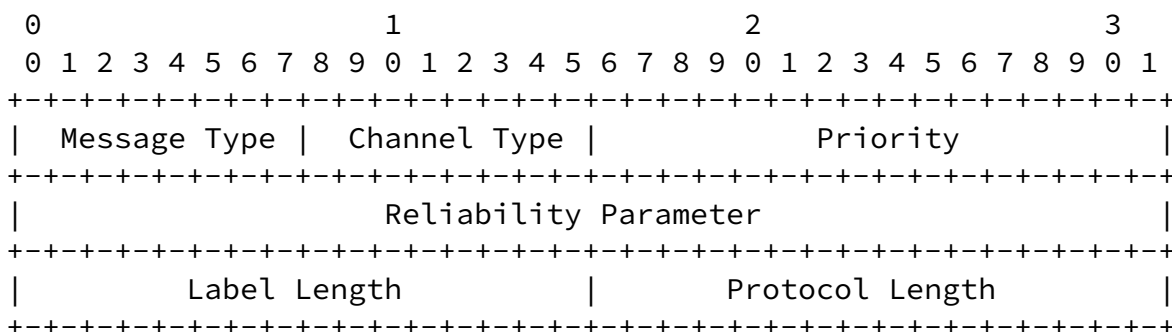 0                   1                   2                   3
 0 1 2 3 4 5 6 7 8 9 0 1 2 3 4 5 6 7 8 9 0 1 2 3 4 5 6 7 8 9 0 1
+-+-+-+-+-+-+-+-+-+-+-+-+-+-+-+-+-+-+-+-+-+-+-+-+-+-+-+-+-+-+-+-+
|  Message Type |  Channel Type |            Priority           |
+-+-+-+-+-+-+-+-+-+-+-+-+-+-+-+-+-+-+-+-+-+-+-+-+-+-+-+-+-+-+-+-+
|                    Reliability Parameter                      |
+-+-+-+-+-+-+-+-+-+-+-+-+-+-+-+-+-+-+-+-+-+-+-+-+-+-+-+-+-+-+-+-+
|         Label Length          |       Protocol Length         |
+-+-+-+-+-+-+-+-+-+-+-+-+-+-+-+-+-+-+-+-+-+-+-+-+-+-+-+-+-+-+-+-+